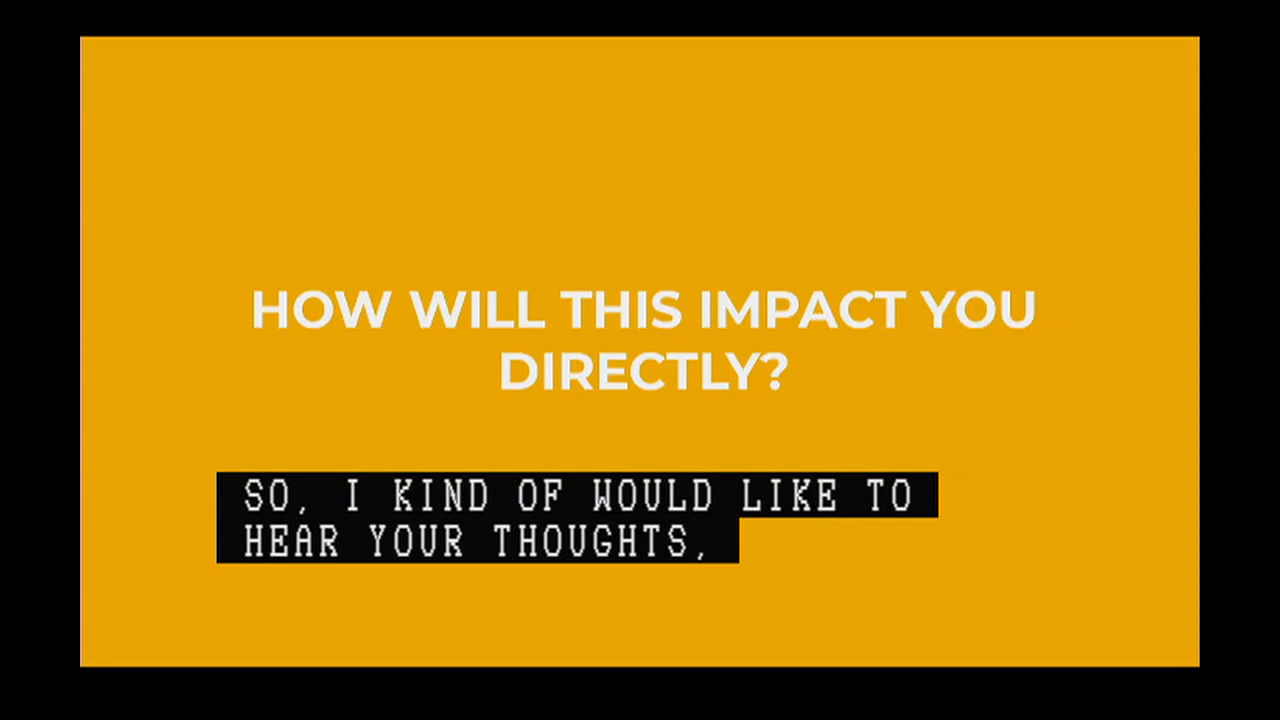 HOW WILL THIS IMPACT YOU
DIRECTLY?
SO, I KIND OF WOULD LIKE TO
HEAR YOUR THOUGHTS,